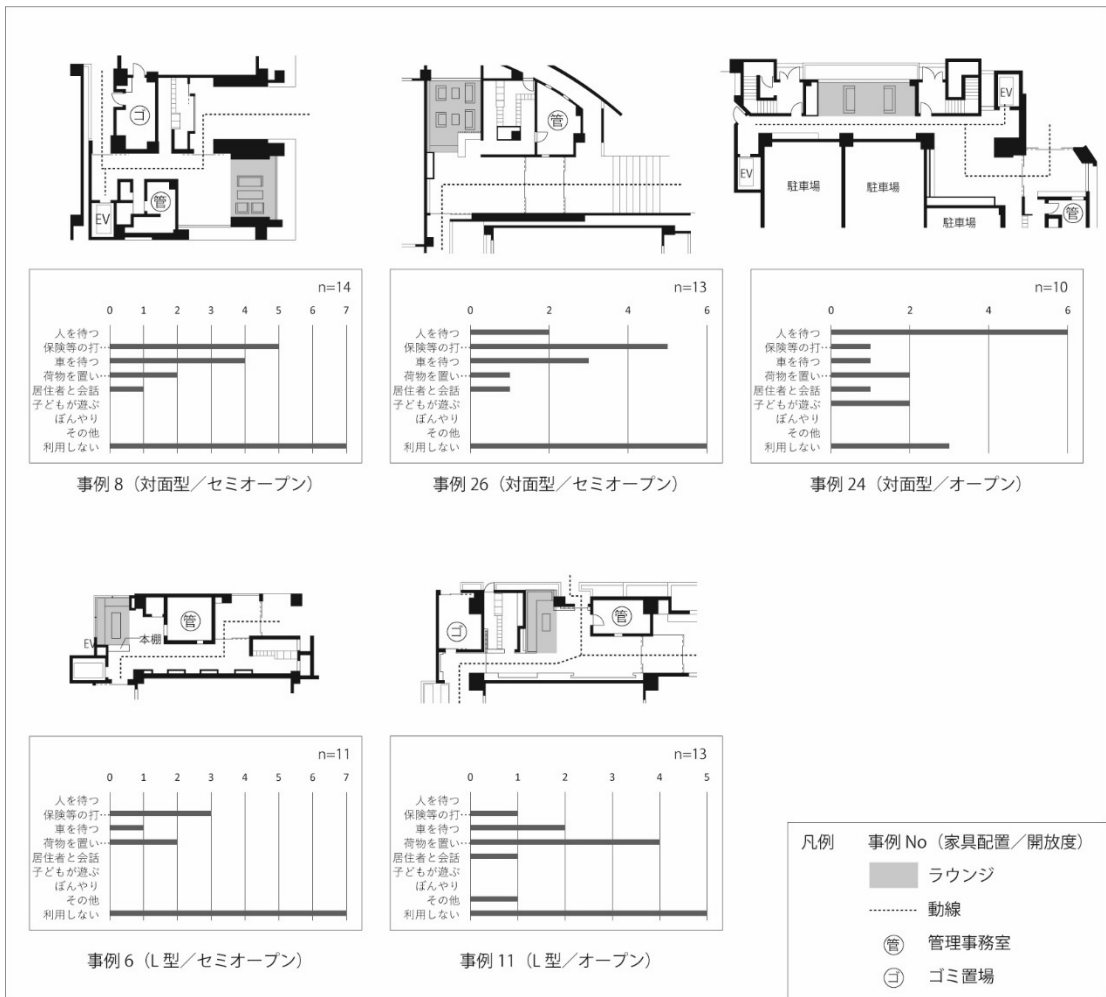 ゴ
EV
管
管
EV
EV
駐車場
駐車場
駐車場
管
n=14
0 1 2 3 4 5 6 7
人を待つ
保険等の打…
車を待つ
荷物を置い…
居住者と会話
子どもが遊ぶ
ぼんやり
その他
利用しない
事例 8（対面型／セミオープン）
n=13
0 2 4 6
人を待つ
保険等の打…
車を待つ
荷物を置い…
居住者と会話
子どもが遊ぶ
ぼんやり
その他
利用しない
事例 26（対面型／セミオープン）
n=10
0 2 4 6
人を待つ
保険等の打…
車を待つ
荷物を置い…
居住者と会話
子どもが遊ぶ
ぼんやり
その他
利用しない
事例 24（対面型／オープン）
管
EV
本棚
ゴ
管
n=11
0 1 2 3 4 5 6 7
人を待つ
保険等の打…
車を待つ
荷物を置い…
居住者と会話
子どもが遊ぶ
ぼんやり
その他
利用しない
事例 6（L 型／セミオープン）
n=13
0 1 2 3 4 5
人を待つ
保険等の打…
車を待つ
荷物を置い…
居住者と会話
子どもが遊ぶ
ぼんやり
その他
利用しない
事例 11（L 型／オープン）
凡例 事例 No（家具配置／開放度）
ラウンジ
動線
管 管理事務室
ゴ ゴミ置場